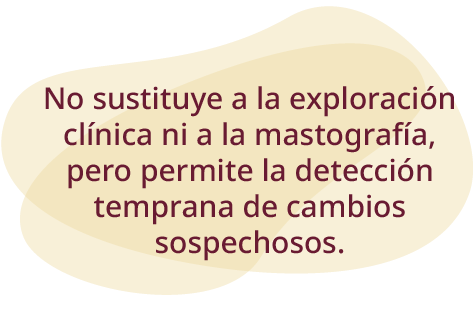 No sustituye a la exploración
clínica ni a la mastografía,
pero permite la detección
temprana de cambios
sospechosos.